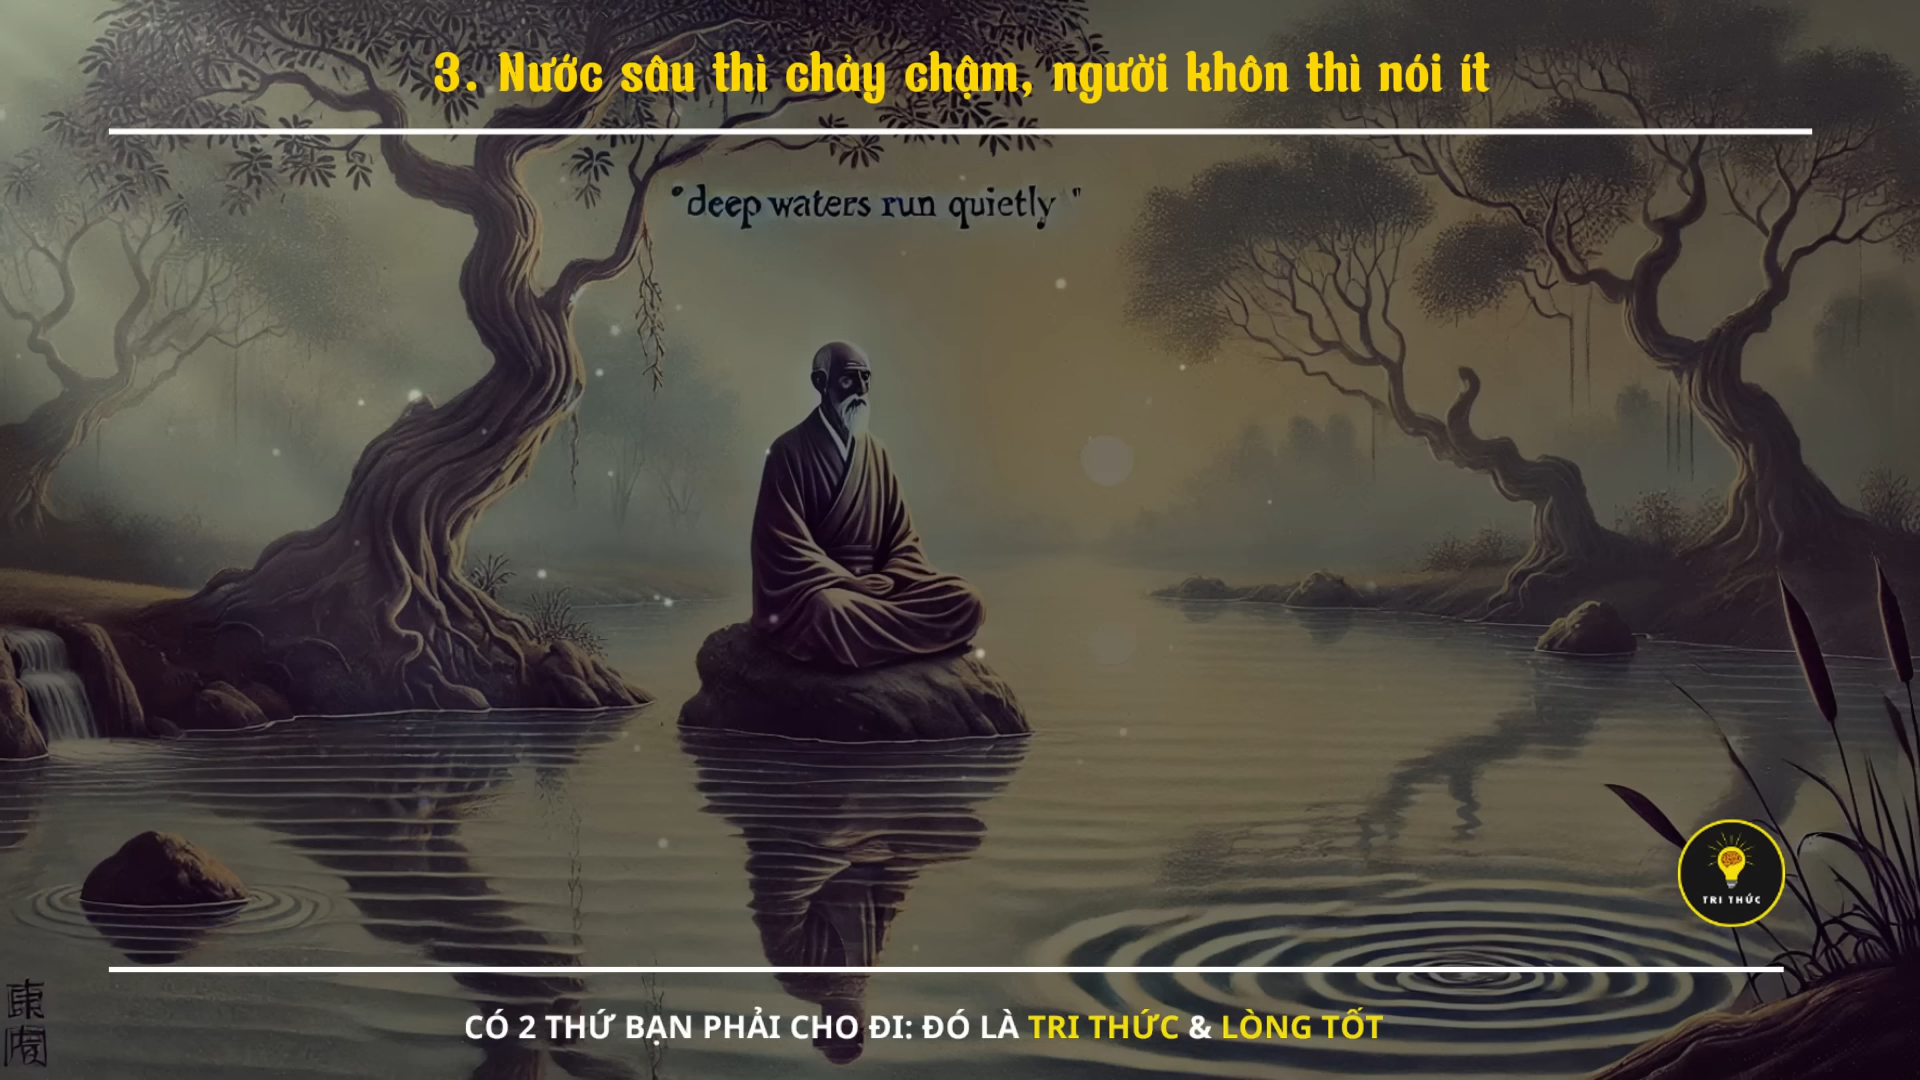 3. Nước sâu thì chảy chậm, người khôn thì nói ít
"deep waters run quietly"
TRI THỨC
CÓ 2 THỨ BẠN PHẢI CHO ĐI: ĐÓ LÀ TRI THỨC & LÒNG TỐT